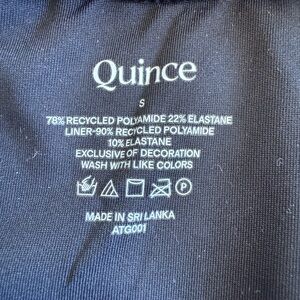 Quince
S
78% RECYCLED POLYAMIDE 22% ELASTANE
LINER-90% RECYCLED POLYAMIDE
10% ELASTANE
EXCLUSIVE OF DECORATION
WASH WITH LIKE COLORS
P
MADE IN SRI LANKA
ATG001